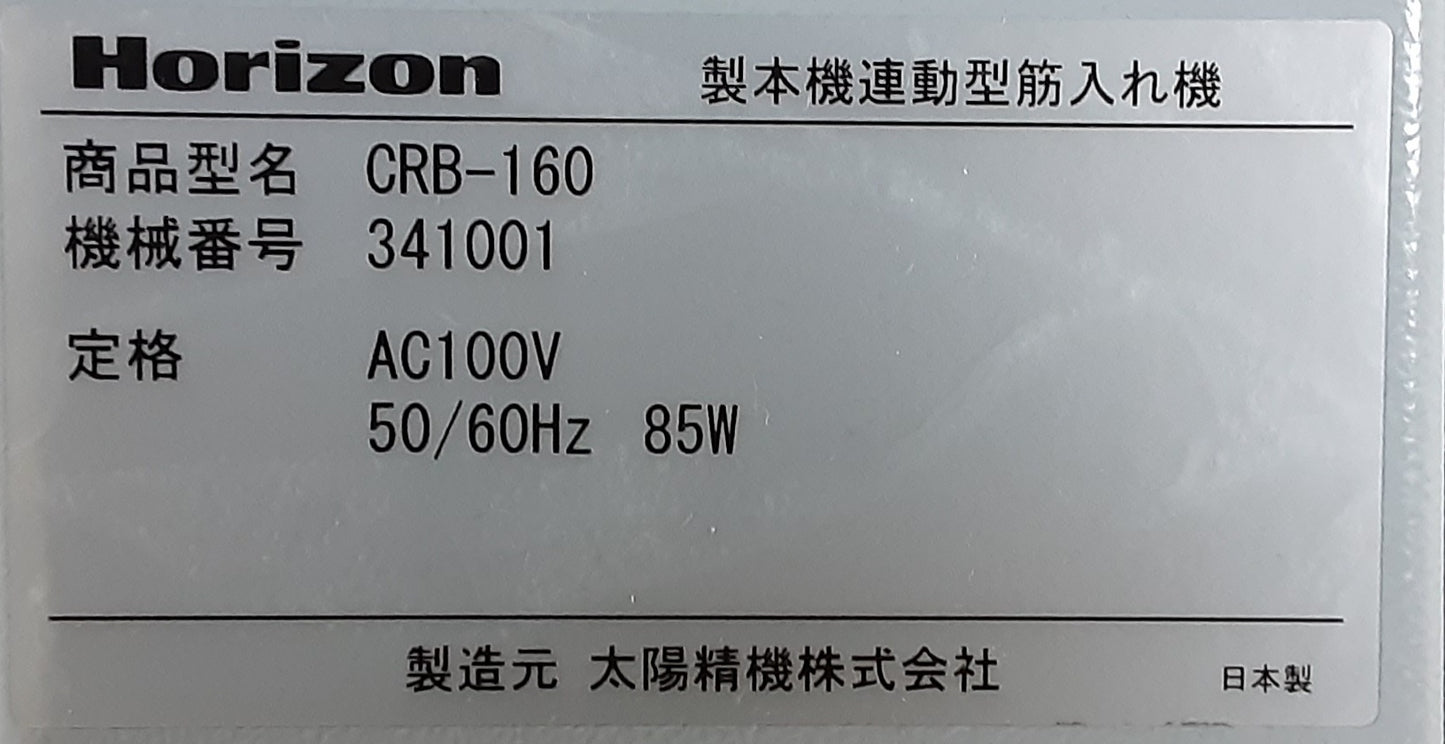 Horizon 製本機連動型筋入れ機
商品型名 CRB-160
機械番号 341001
定格 AC100V
50/60Hz 85W
製造元 太陽精機株式会社 日本製